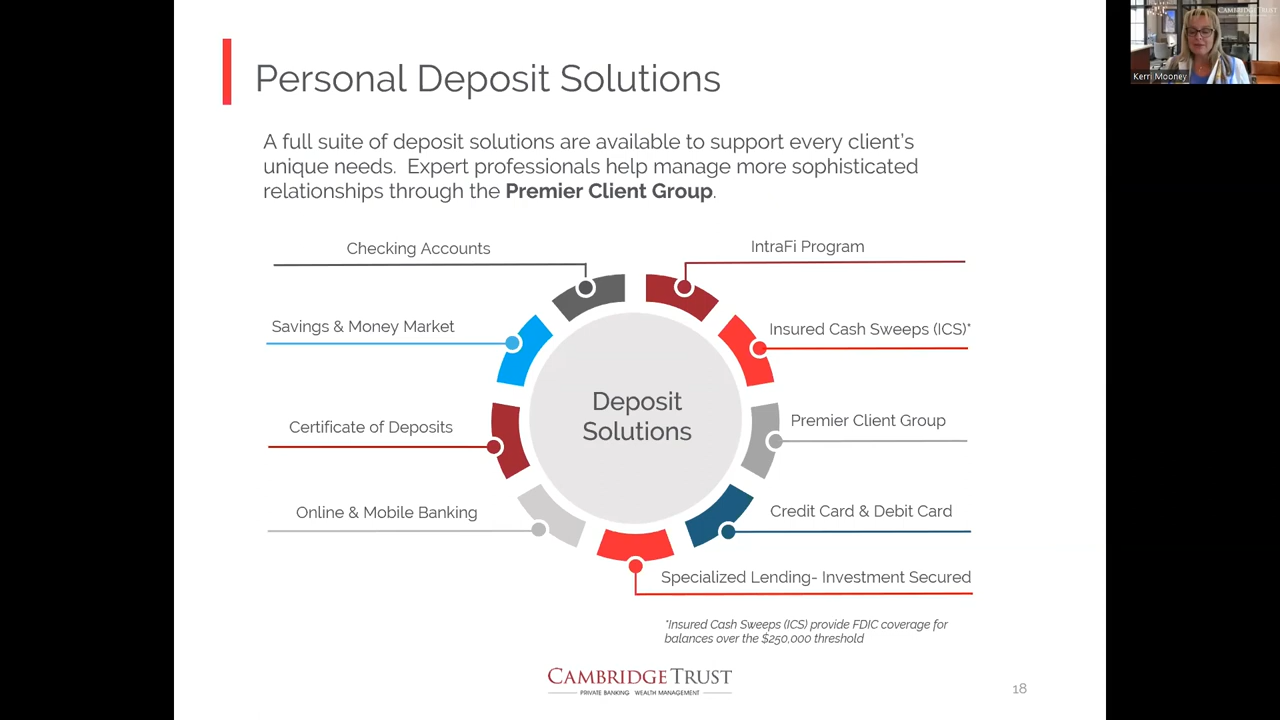 Personal Deposit Solutions
A full suite of deposit solutions are available to support every client's
unique needs. Expert professionals help manage more sophisticated
relationships through the Premier Client Group.
Checking Accounts
IntraFi Program
Savings & Money Market
Insured Cash Sweeps (ICS)*
Certificate of Deposits
Premier Client Group
Deposit
Solutions
Online & Mobile Banking
Credit Card & Debit Card
Specialized Lending- Investment Secured
*Insured Cash Sweeps (ICS) provide FDIC coverage for
balances over the $250,000 threshold
CAMBRIDGE TRUST
PRIVATE BANKING WEALTH MANAGEMENT
18
CAMBRIDGE TRUST
Kerri Mooney